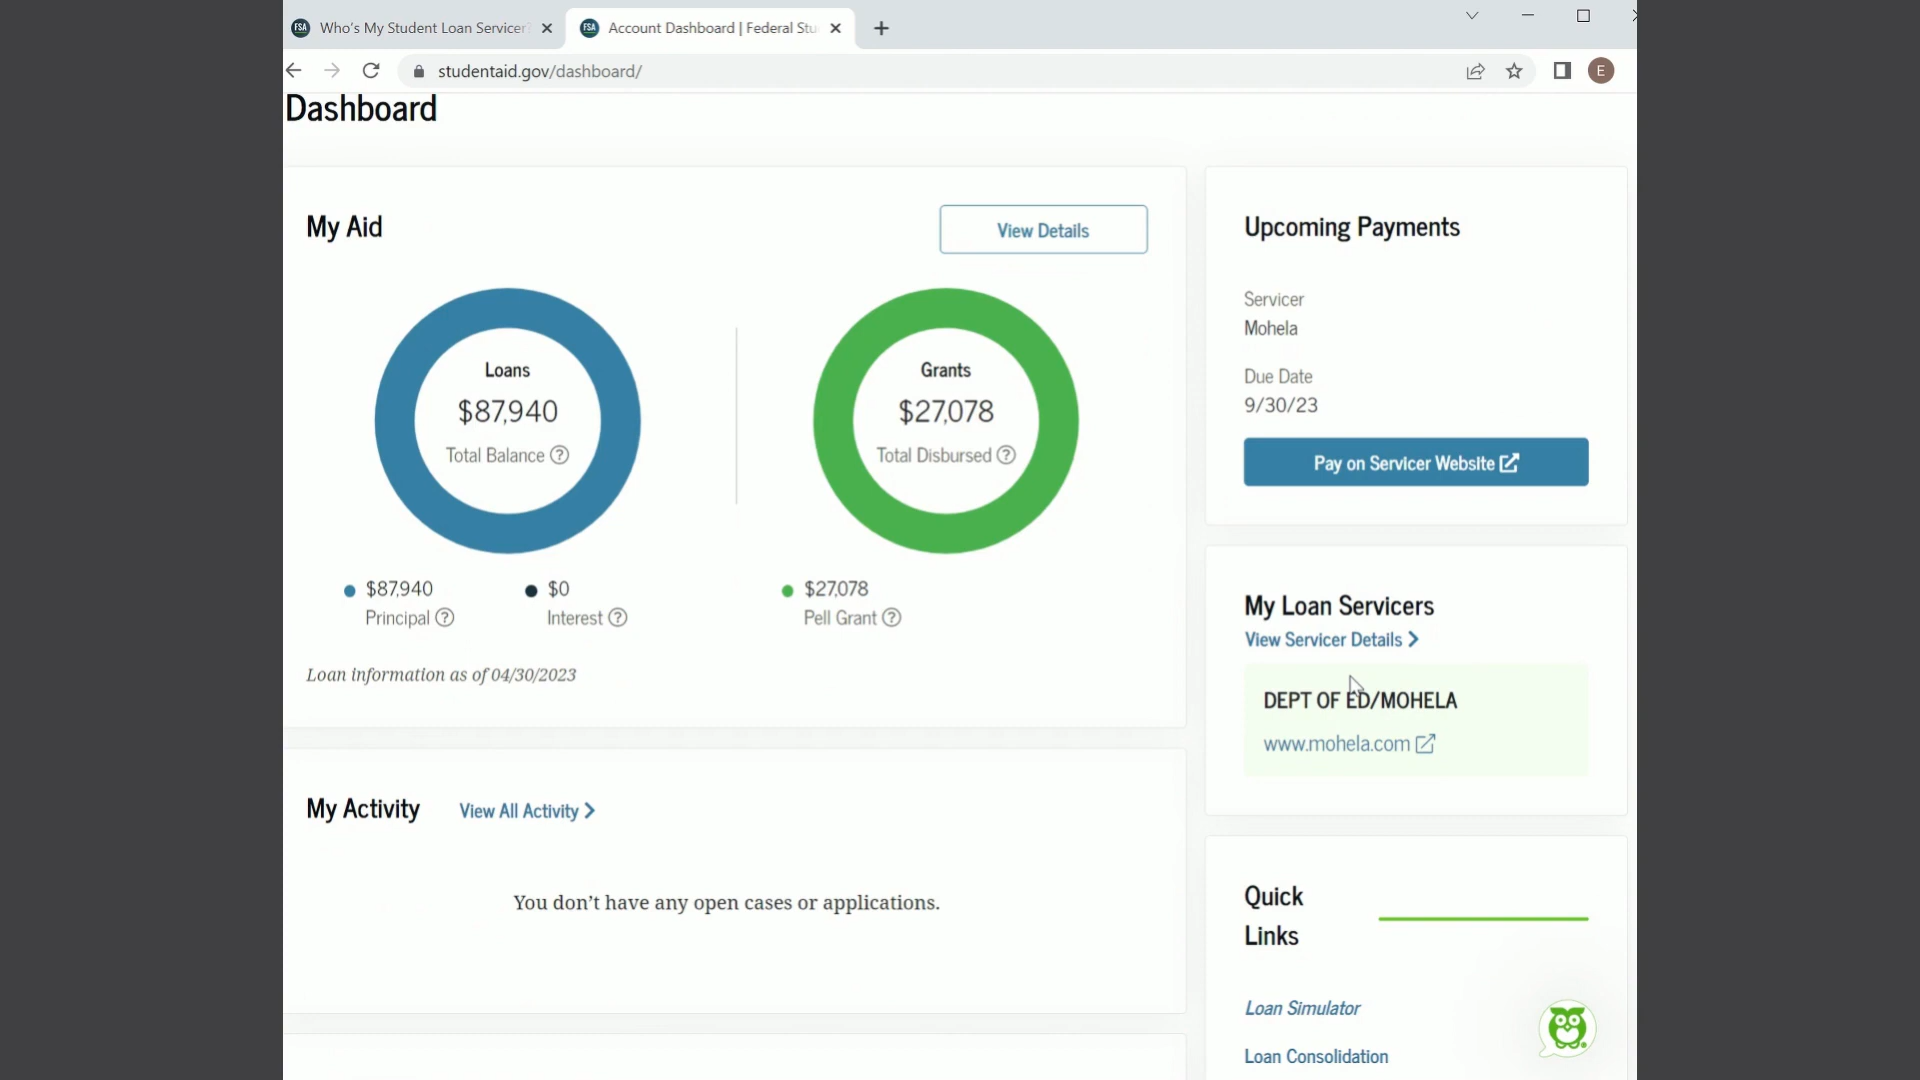 Who's My Student Loan Servicer?
Account Dashboard | Federal Stu
studentaid.gov/dashboard/
E
Dashboard
My Aid
View Details
Loans
$87,940
Total Balance
Grants
$27,078
Total Disbursed
$87,940
Principal
$0
Interest
$27,078
Pell Grant
Loan information as of 04/30/2023
My Activity
View All Activity
You don’t have any open cases or applications.
Upcoming Payments
Servicer
Mohela
Due Date
9/30/23
Pay on Servicer Website
My Loan Servicers
View Servicer Details
DEPT OF ED/MOHELA
www.mohela.com
Quick
Links
Loan Simulator
Loan Consolidation